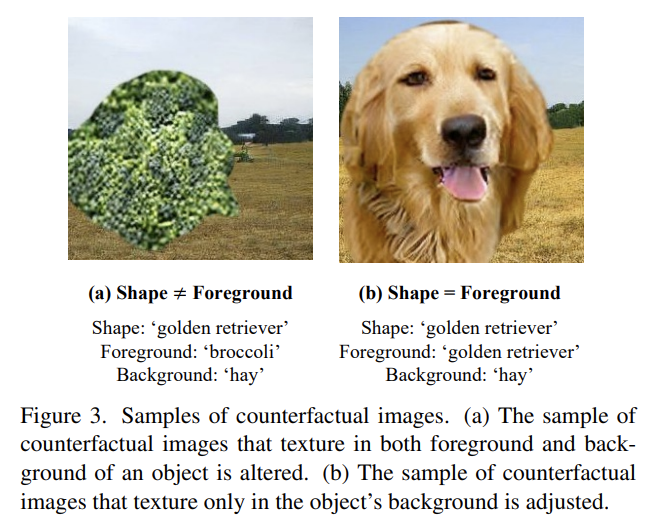 (a) Shape ≠ Foreground
Shape: ‘golden retriever’
Foreground: ‘broccoli’
Background: ‘hay’
(b) Shape = Foreground
Shape: ‘golden retriever’
Foreground: ‘golden retriever’
Background: ‘hay’
Figure 3. Samples of counterfactual images. (a) The sample of
counterfactual images that texture in both foreground and back-
ground of an object is altered. (b) The sample of counterfactual
images that texture only in the object’s background is adjusted.